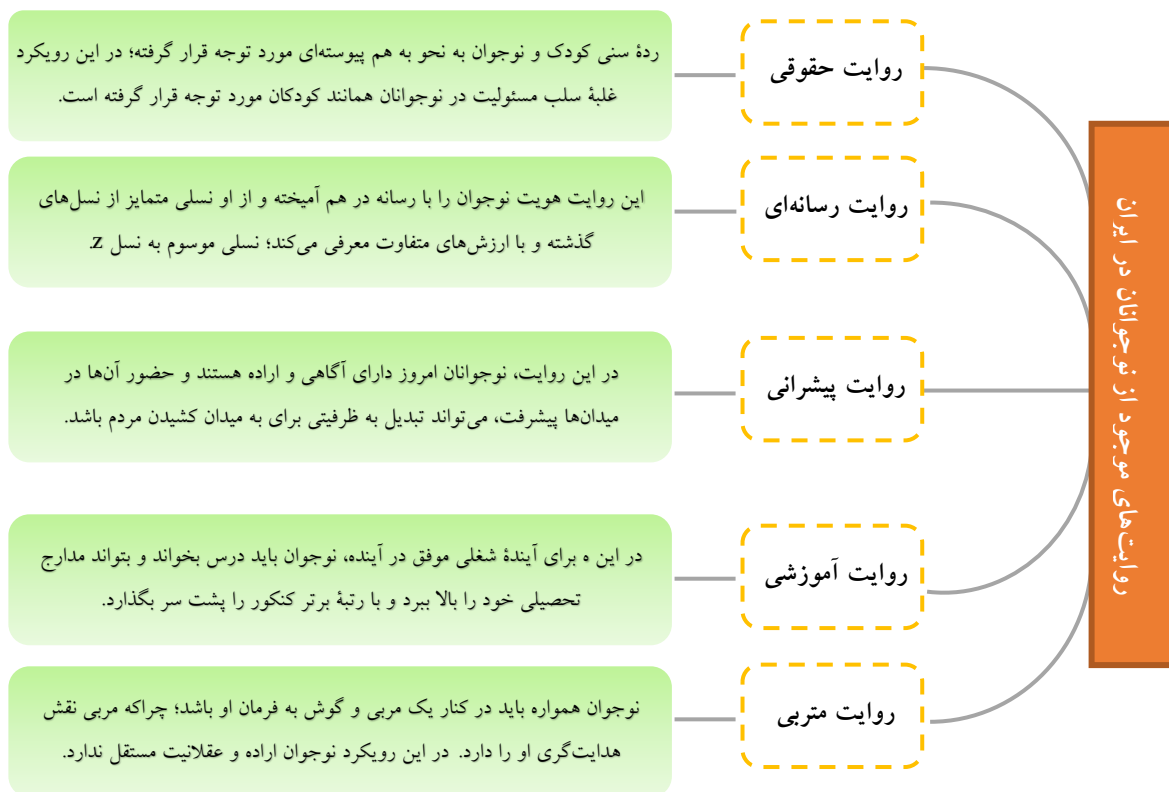 روایت‌های موجود از نوجوانان در ایران
روایت حقوقی
ردهٔ سنی کودک و نوجوان به نحو به هم پیوسته‌ای مورد توجه قرار گرفته؛ در این رویکرد
غلبهٔ سلب مسئولیت در نوجوانان همانند کودکان مورد توجه قرار گرفته است.
روایت رسانه‌ای
این روایت هویت نوجوان را با رسانه در هم آمیخته و از او نسلی متمایز از نسل‌های
گذشته و با ارزش‌های متفاوت معرفی می‌کند؛ نسلی موسوم به نسل z.
روایت پیشرانی
در این روایت، نوجوانان امروز دارای آگاهی و اراده هستند و حضور آن‌ها در
میدان‌ها پیشرفت، می‌تواند تبدیل به ظرفیتی برای به میدان کشیدن مردم باشد.
روایت آموزشی
در این ه برای آیندهٔ شغلی موفق در آینده، نوجوان باید درس بخواند و بتواند مدارج
تحصیلی خود را بالا ببرد و با رتبهٔ برتر کنکور را پشت سر بگذارد.
روایت متربی
نوجوان همواره باید در کنار یک مربی و گوش به فرمان او باشد؛ چراکه مربی نقش
هدایت‌گری او را دارد. در این رویکرد نوجوان اراده و عقلانیت مستقل ندارد.